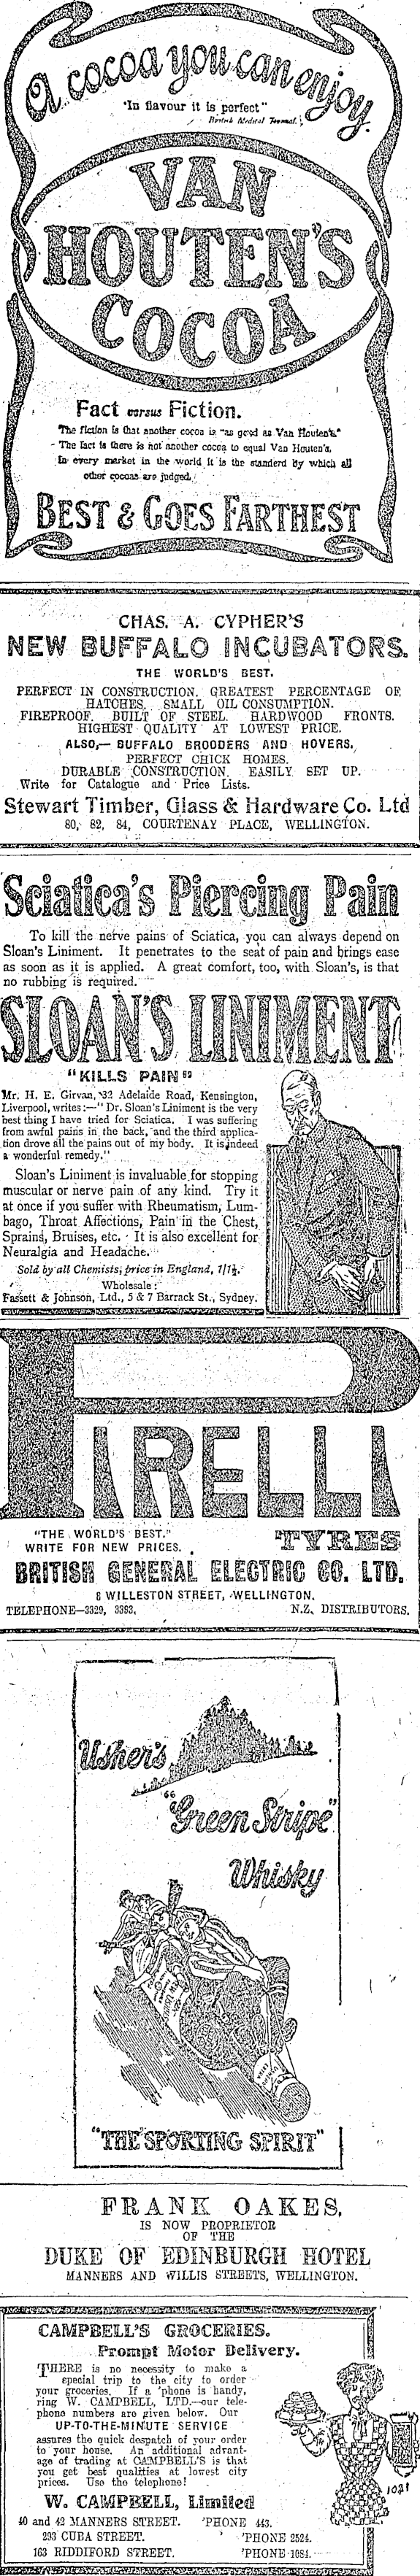 A cocoa you can enjoy.
"In flavour it is perfect"
British Medical Journal.
VAN
HOUTEN'S
COCOA
Fact versus Fiction.
The fiction is that another cocoa is "as good as Van Houten's."
The fact is there is not another cocoa to equal Van Houten's.
In every market in the world it is the standard by which all
other cocoas are judged.
BEST & GOES FARTHEST
CHAS. A. CYPHER'S
NEW BUFFALO INCUBATORS.
THE WORLD'S BEST.
PERFECT IN CONSTRUCTION. GREATEST PERCENTAGE OF
HATCHES. SMALL OIL CONSUMPTION.
FIREPROOF. BUILT OF STEEL. HARDWOOD FRONTS.
HIGHEST QUALITY AT LOWEST PRICE.
ALSO,— BUFFALO BROODERS AND HOVERS,
PERFECT CHICK HOMES.
DURABLE CONSTRUCTION. EASILY SET UP.
Write for Catalogue and Price Lists.
Stewart Timber, Glass & Hardware Co. Ltd
80, 82, 84, COURTENAY PLACE, WELLINGTON.
Sciatica's Piercing Pain
To kill the nerve pains of Sciatica, you can always depend on
Sloan's Liniment. It penetrates to the seat of pain and brings ease
as soon as it is applied. A great comfort, too, with Sloan's, is that
no rubbing is required.
SLOAN'S LINIMENT
"KILLS PAIN"
Mr. H. E. Girvan, 32 Adelaide Road, Kensington,
Liverpool, writes:—"Dr. Sloan's Liniment is the very
best thing I have tried for Sciatica. I was suffering
from awful pains in the back, and the third applica-
tion drove all the pains out of my body. It is indeed
a wonderful remedy."
Sloan's Liniment is invaluable for stopping
muscular or nerve pain of any kind. Try it
at once if you suffer with Rheumatism, Lum-
bago, Throat Affections, Pain in the Chest,
Sprains, Bruises, etc. It is also excellent for
Neuralgia and Headache.
Sold by all Chemists, price in England, 1/1½.
Wholesale:
Fassett & Johnson, Ltd., 5 & 7 Barrack St., Sydney.
PIRELLI
"THE WORLD'S BEST."
WRITE FOR NEW PRICES.
TYRES
BRITISH GENERAL ELECTRIC CO. LTD.
8 WILLESTON STREET, WELLINGTON.
TELEPHONE—3329, 3353. N.Z. DISTRIBUTORS.
Usher's
"Green Stripe"
Whisky
"THE SPORTING SPIRIT"
FRANK OAKES,
IS NOW PROPRIETOR
OF THE
DUKE OF EDINBURGH HOTEL
MANNERS AND WILLIS STREETS, WELLINGTON.
CAMPBELL'S GROCERIES.
Prompt Motor Delivery.
THERE is no necessity to make a
special trip to the city to order
your groceries. If a 'phone is handy,
ring W. CAMPBELL, LTD.—our tele-
phone numbers are given below. Our
UP-TO-THE-MINUTE SERVICE
assures the quick despatch of your order
to your house. An additional advant-
age of trading at CAMPBELL'S is that
you get best qualities at lowest city
prices. Use the telephone!
W. CAMPBELL, Limited
40 and 42 MANNERS STREET. 'PHONE 443.
293 CUBA STREET. 'PHONE 2524.
163 RIDDIFORD STREET. 'PHONE 1084.